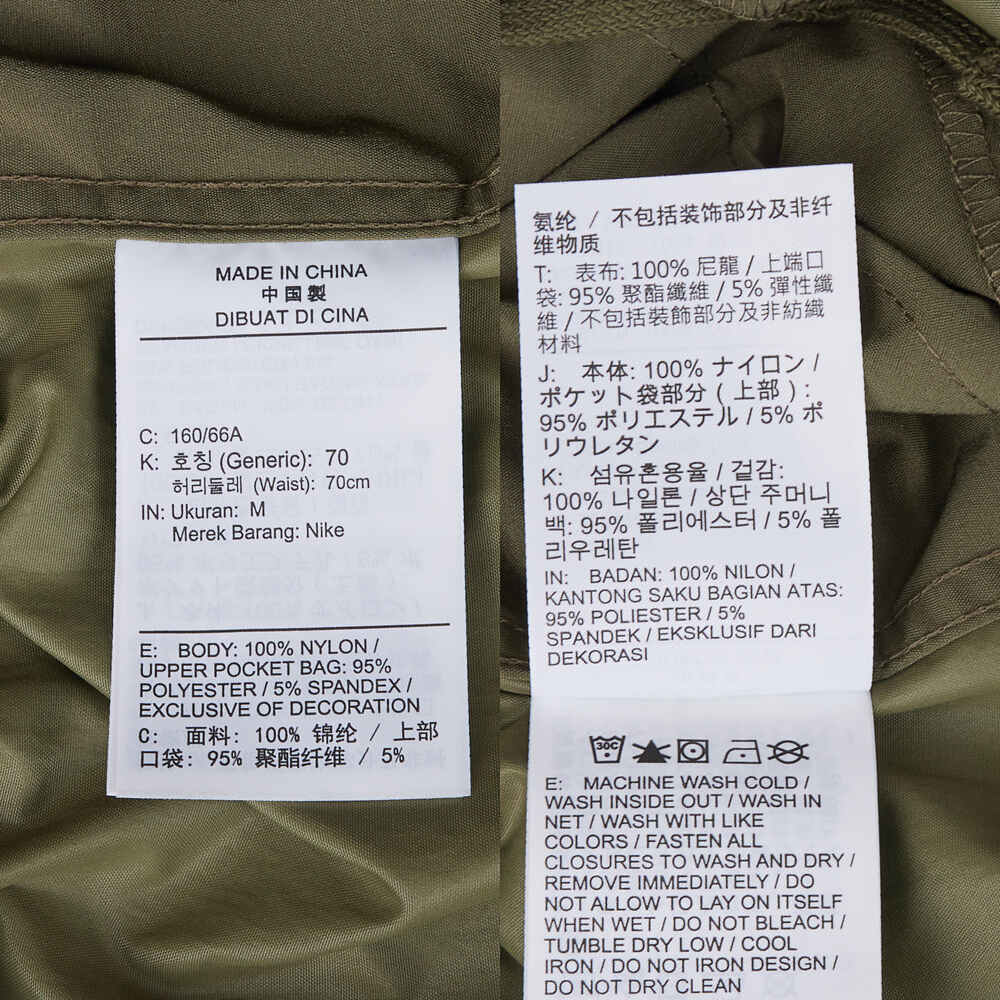 MADE IN CHINA
中国製
DIBUAT DI CINA
C: 160/66A
K: 호칭 (Generic): 70
허리둘레 (Waist): 70cm
IN: Ukuran: M
Merek Barang: Nike
E: BODY: 100% NYLON /
UPPER POCKET BAG: 95%
POLYESTER / 5% SPANDEX /
EXCLUSIVE OF DECORATION
C: 面料: 100% 锦纶 / 上部
口袋: 95% 聚酯纤维 / 5%
氨纶 / 不包括装饰部分及非纤
维物质
T: 表布: 100% 尼龍 / 上端口
袋: 95% 聚酯纖維 / 5% 彈性纖
維 / 不包括裝飾部分及非紡織
材料
J: 本体: 100% ナイロン /
ポケット袋部分 ( 上部 ) :
95% ポリエステル / 5% ポ
リウレタン
K: 섬유혼용율 / 겉감:
100% 나일론 / 상단 주머니
백: 95% 폴리에스터 / 5% 폴
리우레탄
IN: BADAN: 100% NILON /
KANTONG SAKU BAGIAN ATAS:
95% POLIESTER / 5%
SPANDEK / EKSKLUSIF DARI
DEKORASI
30C
E: MACHINE WASH COLD /
WASH INSIDE OUT / WASH IN
NET / WASH WITH LIKE
COLORS / FASTEN ALL
CLOSURES TO WASH AND DRY /
REMOVE IMMEDIATELY / DO
NOT ALLOW TO LAY ON ITSELF
WHEN WET / DO NOT BLEACH /
TUMBLE DRY LOW / COOL
IRON / DO NOT IRON DESIGN /
DO NOT DRY CLEAN